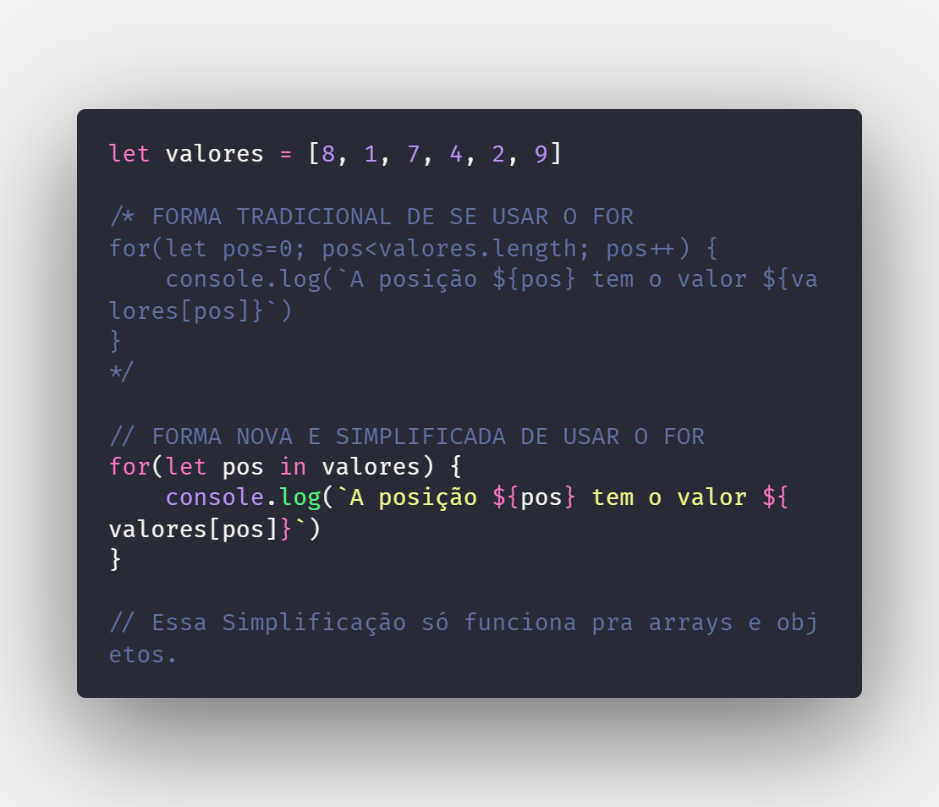 let valores = [8, 1, 7, 4, 2, 9]

/* FORMA TRADICIONAL DE SE USAR O FOR
for(let pos=0; pos<valores.length; pos++) {
    console.log(`A posição ${pos} tem o valor ${va
lores[pos]}`)
}
*/

// FORMA NOVA E SIMPLIFICADA DE USAR O FOR
for(let pos in valores) {
    console.log(`A posição ${pos} tem o valor ${
valores[pos]}`)
}

// Essa Simplificação só funciona pra arrays e obj
etos.